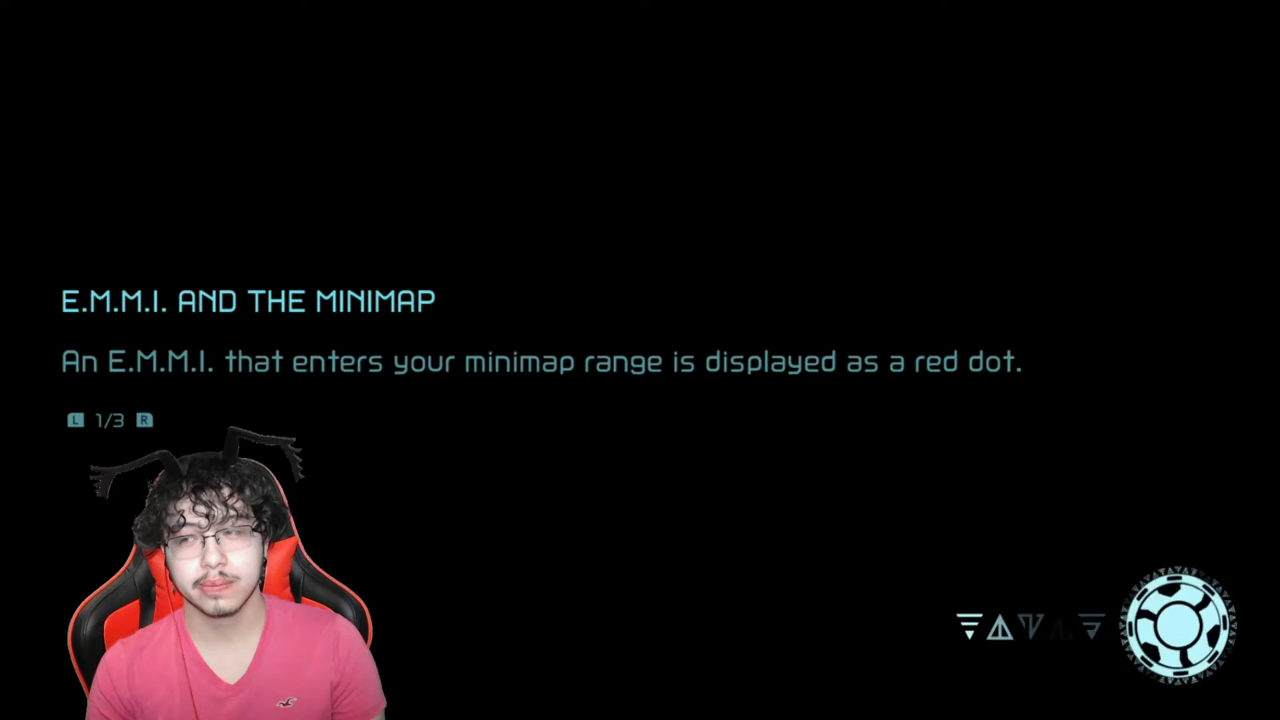 E.M.M.I. AND THE MINIMAP
An E.M.M.I. that enters your minimap range is displayed as a red dot.
L 1/3 R